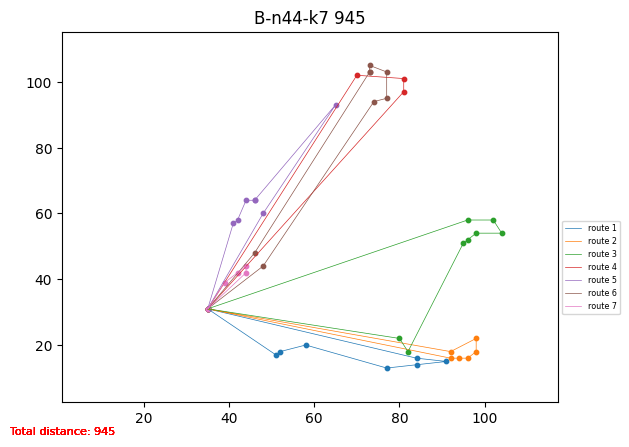 B-n44-k7 945
100
80
60
40
20
20
40
60
80
100
route 1
route 2
route 3
route 4
route 5
route 6
route 7
Total distance: 945